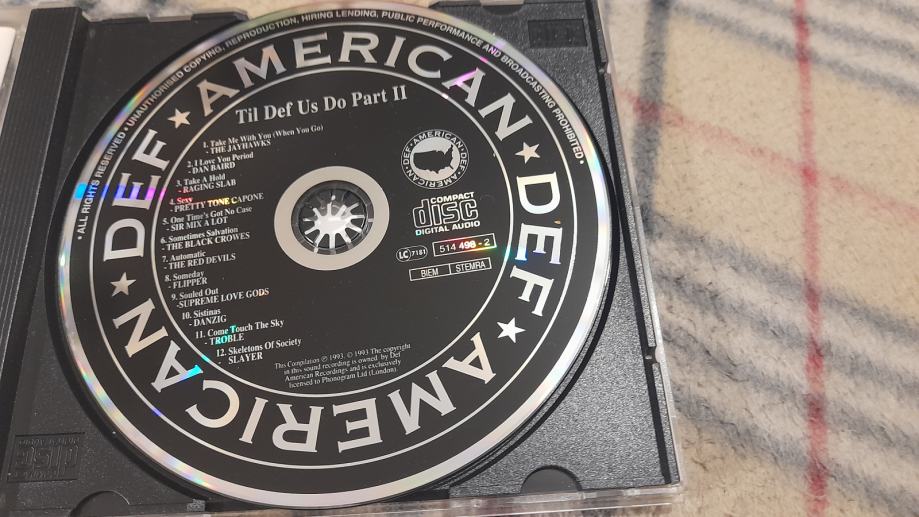 • ALL RIGHTS RESERVED • UNAUTHORISED COPYING, REPRODUCTION, HIRING LENDING, PUBLIC PERFORMANCE AND BROADCASTING PROHIBITED •
DEF ★ AMERICAN ★ DEF ★ AMERICAN ★
Til Def Us Do Part II
1. Take Me With You (When You Go)
- THE JAYHAWKS
2. I Love You Period
- DAN BAIRD
3. Take A Hold
- RAGING SLAB
4. Sexy
- PRETTY TONE CAPONE
5. One Time's Got No Case
- SIR MIX A LOT
6. Sometimes Salvation
- THE BLACK CROWES
7. Automatic
- THE RED DEVILS
8. Someday
- FLIPPER
9. Souled Out
-SUPREME LOVE GODS
10. Sistinas
- DANZIG
11. Come Touch The Sky
- TROBLE
12. Skeletons Of Society
SLAYER
DEF•AMERICAN•DEF•AMERICAN•
COMPACT
disc
DIGITAL AUDIO
LC 7181
514 498 - 2
BIEM STEMRA
This Compilation ℗ 1993 © 1993 The copyright
in this sound recording is owned by Def
American Recordings and is exclusively
licensed to Phonogram Ltd (London)